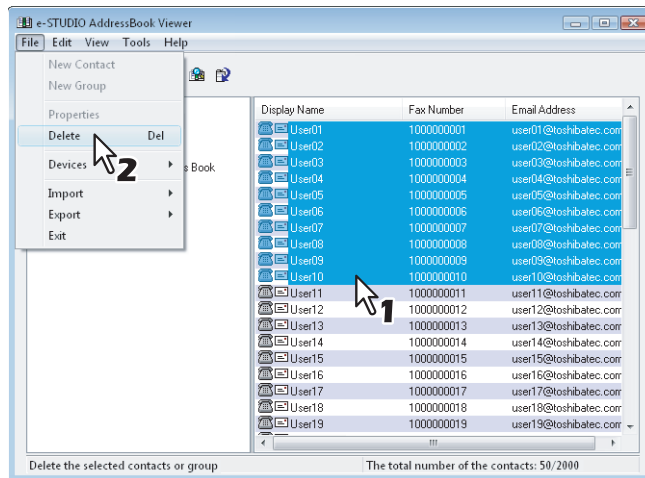 e-STUDIO AddressBook Viewer
File Edit View Tools Help
New Contact
New Group
Properties
Delete Del
Devices
s Book
Import
Export
Exit
2
Display Name Fax Number Email Address
User01 1000000001 user01@toshibatec.com
User02 1000000002 user02@toshibatec.com
User03 1000000003 user03@toshibatec.com
User04 1000000004 user04@toshibatec.com
User05 1000000005 user05@toshibatec.com
User06 1000000006 user06@toshibatec.com
User07 1000000007 user07@toshibatec.com
User08 1000000008 user08@toshibatec.com
User09 1000000009 user09@toshibatec.com
User10 1000000010 user10@toshibatec.com
User11 1000000011 user11@toshibatec.com
1
User12 1000000012 user12@toshibatec.com
User13 1000000013 user13@toshibatec.com
User14 1000000014 user14@toshibatec.com
User15 1000000015 user15@toshibatec.com
User16 1000000016 user16@toshibatec.com
User17 1000000017 user17@toshibatec.com
User18 1000000018 user18@toshibatec.com
User19 1000000019 user19@toshibatec.com
Delete the selected contacts or group The total number of the contacts: 50/2000